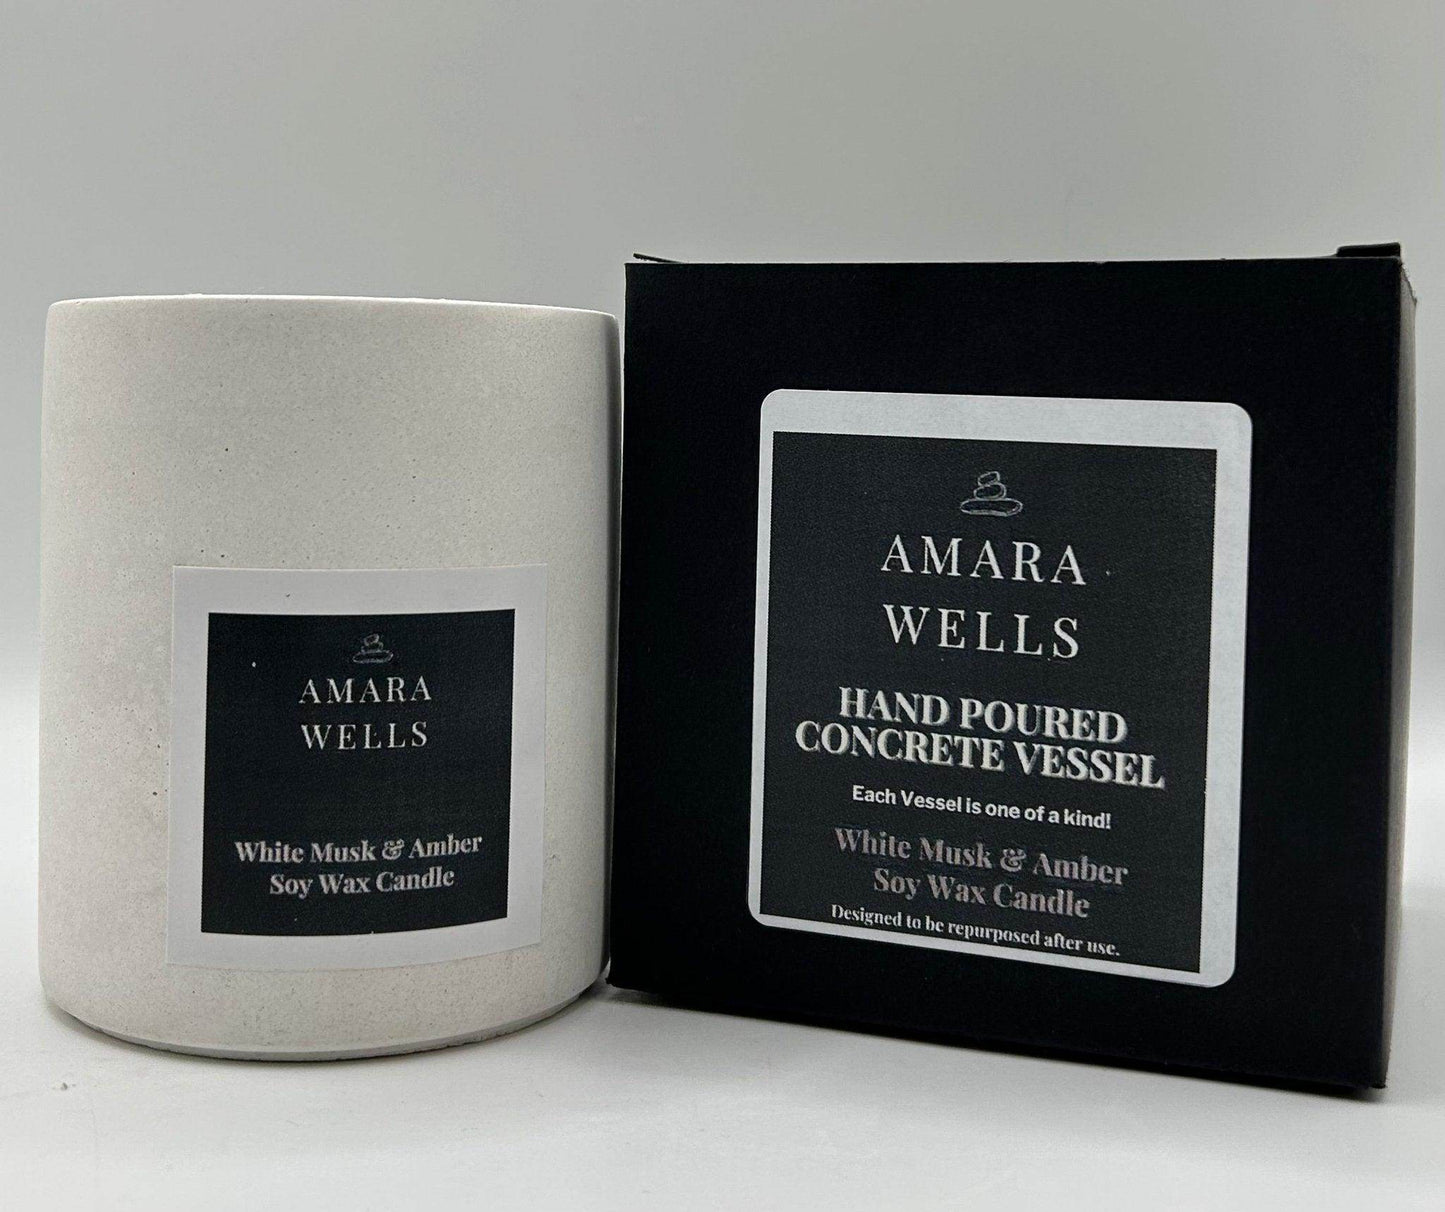 AMARA
WELLS
White Musk & Amber
Soy Wax Candle
AMARA
WELLS
HAND POURED
CONCRETE VESSEL
Each Vessel is one of a kind!
White Musk & Amber
Soy Wax Candle
Designed to be repurposed after use.